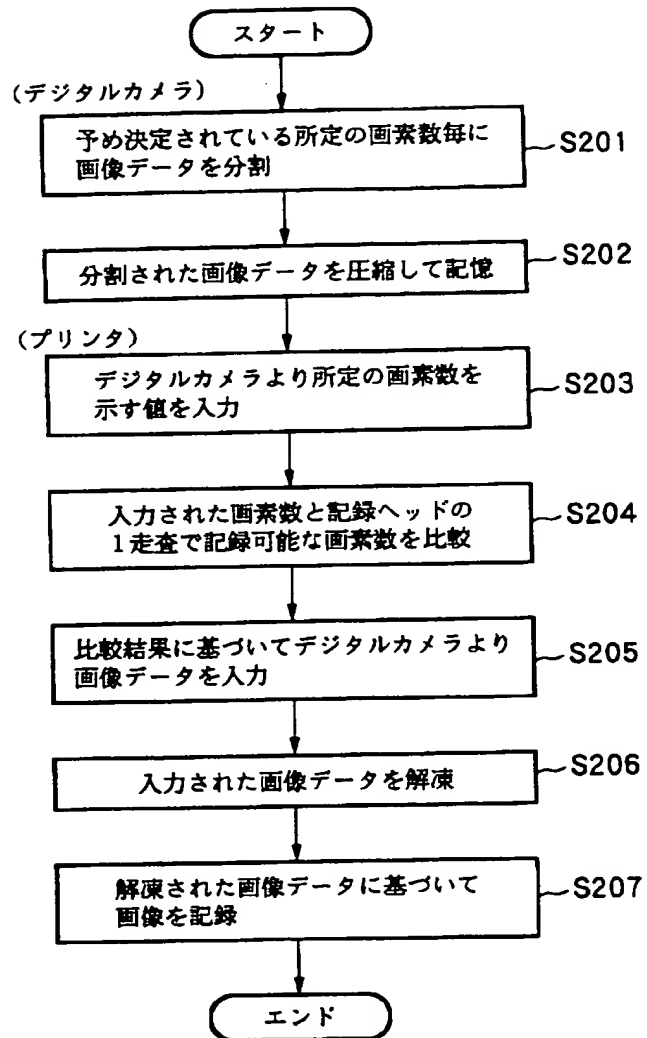 スタート
(デジタルカメラ)
予め決定されている所定の画素数毎に
画像データを分割
S201
分割された画像データを圧縮して記憶
S202
(プリンタ)
デジタルカメラより所定の画素数を
示す値を入力
S203
入力された画素数と記録ヘッドの
1走査で記録可能な画素数を比較
S204
比較結果に基づいてデジタルカメラより
画像データを入力
S205
入力された画像データを解凍
S206
解凍された画像データに基づいて
画像を記録
S207
エンド